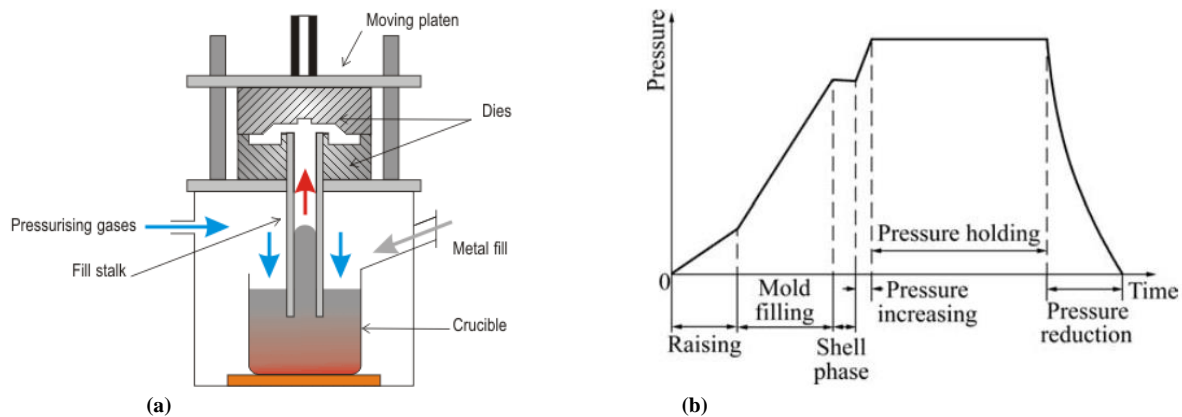 Moving platen
Dies
Pressurising gases
Fill stalk
Metal fill
Crucible
(a)
Pressure
0
Time
Raising
Mold
filling
Shell
phase
Pressure
increasing
Pressure holding
Pressure
reduction
(b)